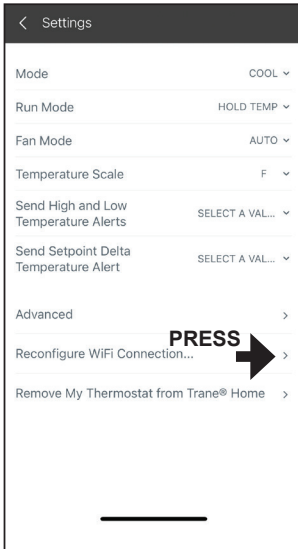 Settings
Mode COOL
Run Mode HOLD TEMP
Fan Mode AUTO
Temperature Scale F
Send High and Low
Temperature Alerts SELECT A VAL...
Send Setpoint Delta
Temperature Alert SELECT A VAL...
Advanced
PRESS
Reconfigure WiFi Connection...
Remove My Thermostat from Trane® Home